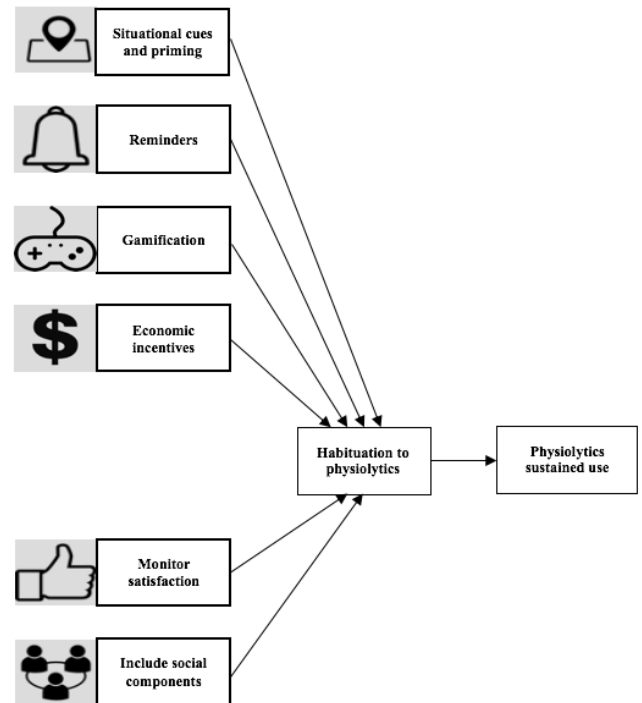 Situational cues
and priming
Reminders
Gamification
$
Economic
incentives
Habituation to
physiolytics
Physiolytics
sustained use
Monitor
satisfaction
Include social
components